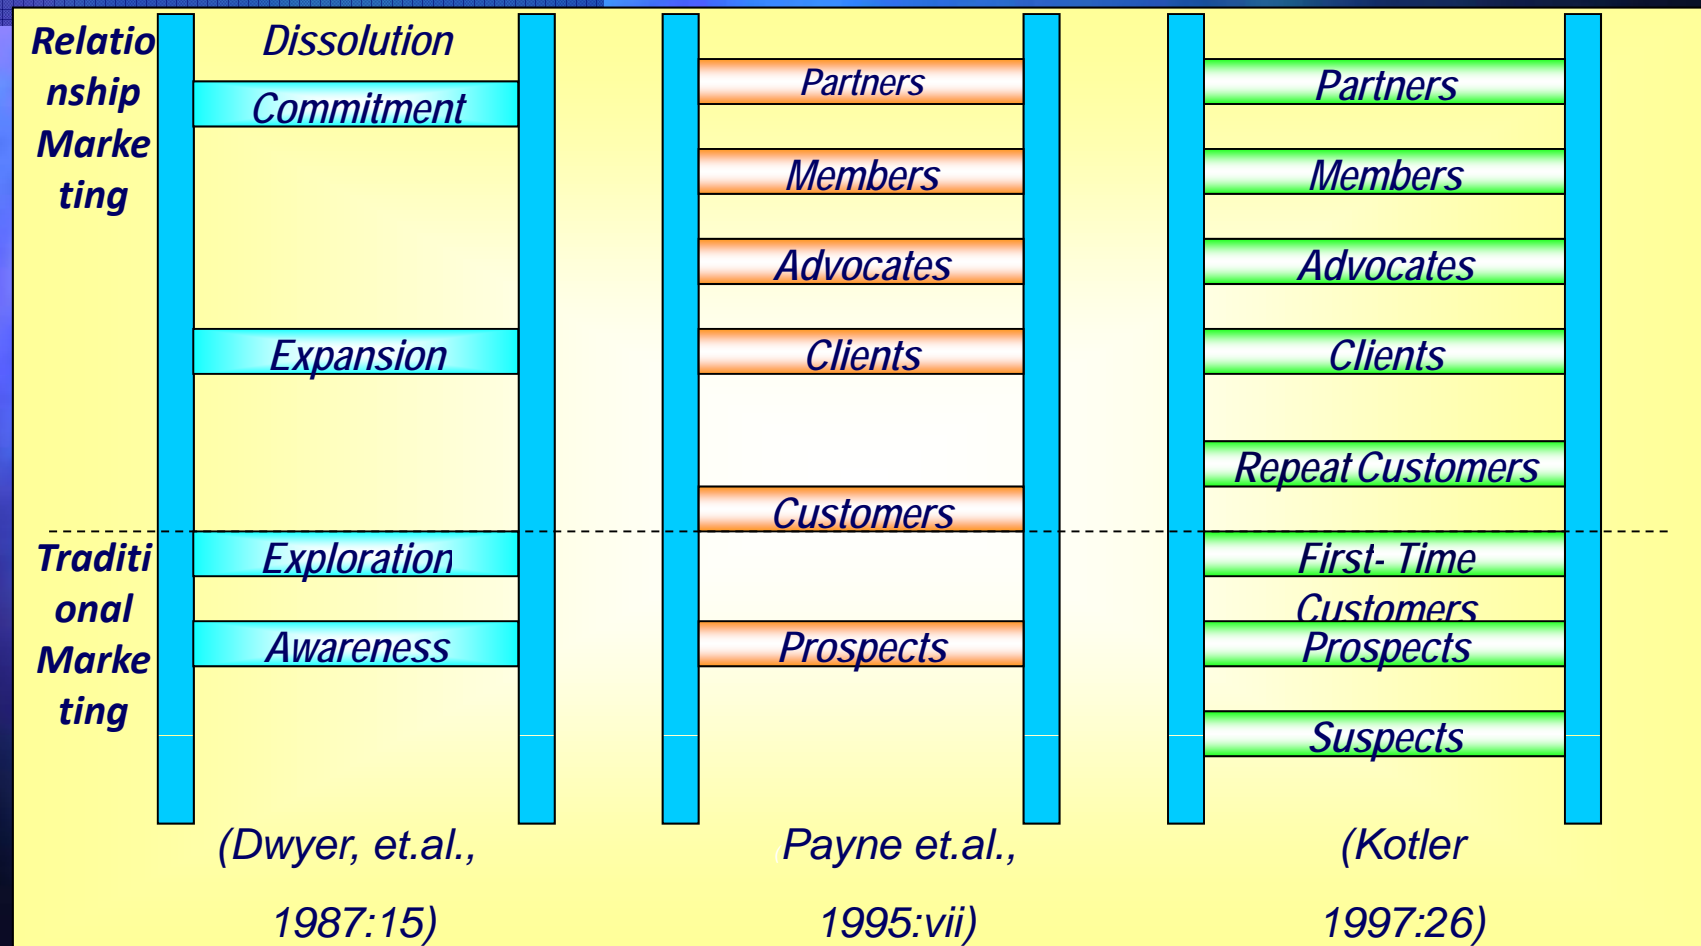 Relatio
nship
Marke
ting
Traditi
onal
Marke
ting
Dissolution
Commitment
Expansion
Exploration
Awareness
(Dwyer, et.al.,
1987:15)
Partners
Members
Advocates
Clients
Customers
Prospects
(Payne et.al.,
1995:vii)
Partners
Members
Advocates
Clients
Repeat Customers
First- Time
Customers
Prospects
Suspects
(Kotler
1997:26)